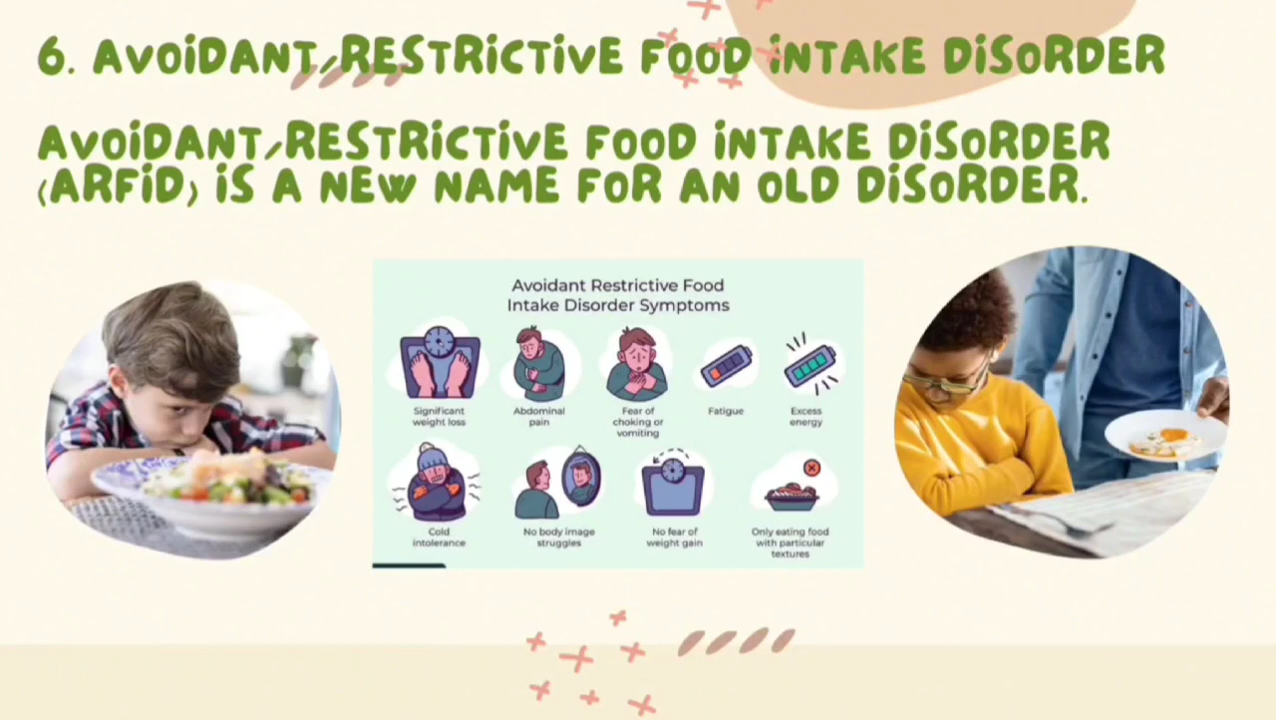 6. AVOiDANT/RESTRiCTiVE FOOD iNTAKE DiSORDER
AVOiDANT/RESTRiCTiVE FOOD iNTAKE DiSORDER
(ARFiD) iS A NEW NAME FOR AN OLD DiSORDER.
Avoidant Restrictive Food
Intake Disorder Symptoms
Significant
weight loss
Abdominal
pain
Fear of
choking or
vomiting
Fatigue
Excess
energy
Cold
intolerance
No body image
struggles
No fear of
weight gain
Only eating food
with particular
textures